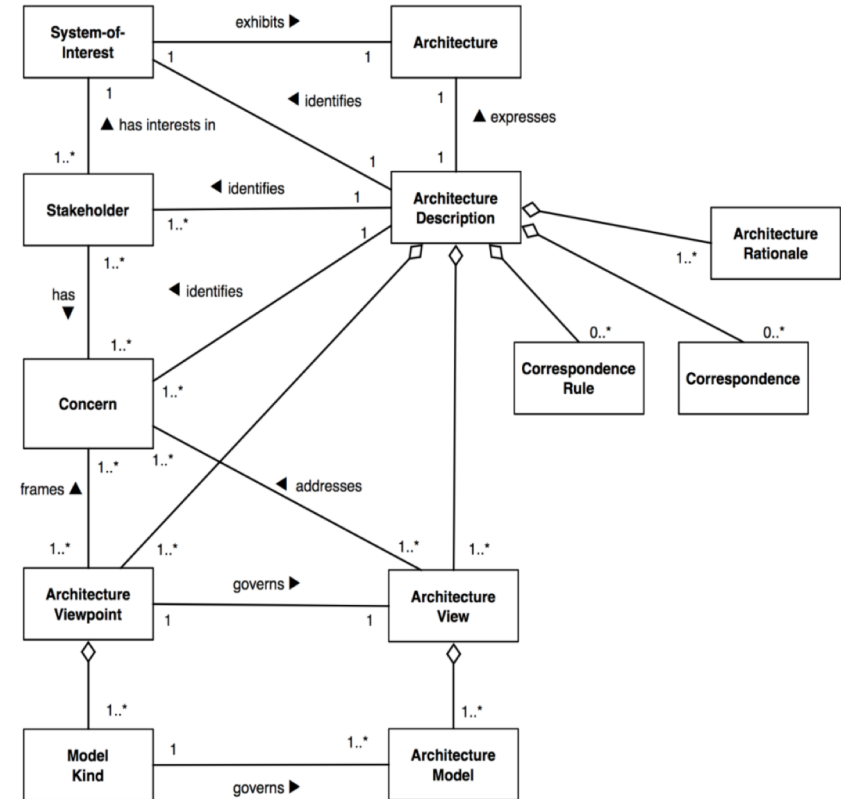 System-of-
Interest
exhibits ▶
Architecture
1
1
1
◀ identifies
1
▲ has interests in
▲ expresses
1..*
1
1
Stakeholder
◀ identifies
1
1..*
Architecture
Description
1
Architecture
Rationale
1..*
1..*
has
▼
◀ identifies
1..*
0..*
0..*
Concern
1..*
Correspondence
Rule
Correspondence
1..*
1..*
frames ▲
◀ addresses
1..*
1..*
1..*
1..*
Architecture
Viewpoint
governs ▶
1
1
Architecture
View
1..*
1..*
Model
Kind
1
1..*
governs ▶
Architecture
Model